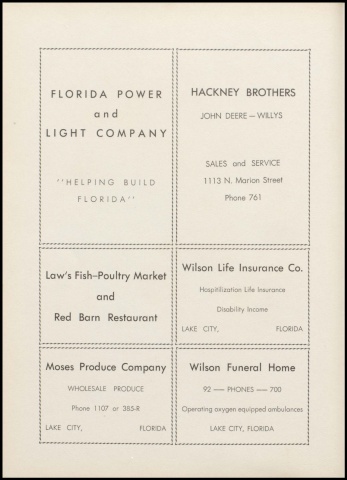 FLORIDA POWER
and
LIGHT COMPANY
"HELPING BUILD
FLORIDA"
HACKNEY BROTHERS
JOHN DEERE — WILLYS
SALES and SERVICE
1113 N. Marion Street
Phone 761
Law's Fish-Poultry Market
and
Red Barn Restaurant
Wilson Life Insurance Co.
Hospitilization Life Insurance
Disability Income
LAKE CITY, FLORIDA
Moses Produce Company
WHOLESALE PRODUCE
Phone 1107 or 385-R
LAKE CITY, FLORIDA
Wilson Funeral Home
92 — PHONES — 700
Operating oxygen equipped ambulances
LAKE CITY, FLORIDA